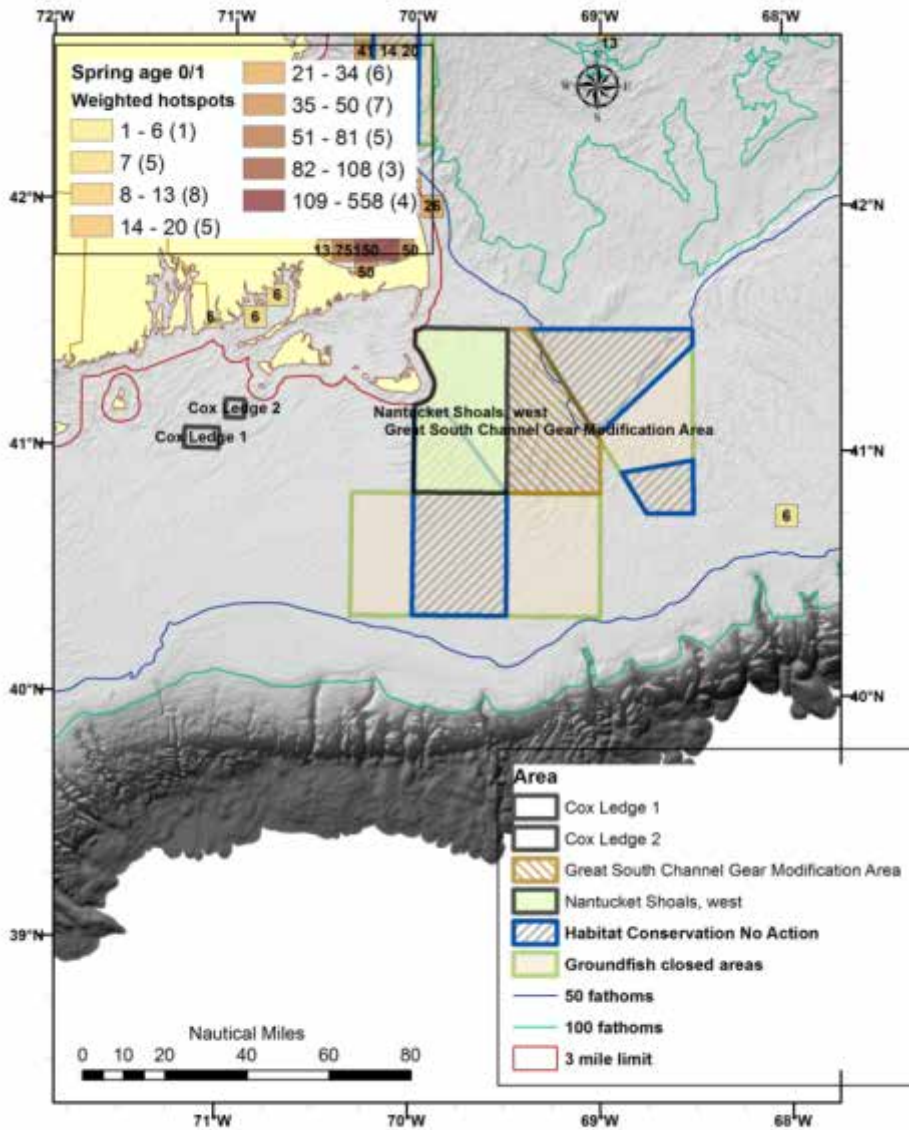 72°W 71°W 70°W 69°W 68°W
41 14 20
13
N
W E
S
Spring age 0/1
Weighted hotspots
1 - 6 (1)
7 (5)
8 - 13 (8)
14 - 20 (5)
21 - 34 (6)
35 - 50 (7)
51 - 81 (5)
82 - 108 (3)
109 - 558 (4)
42°N
42°N
26
13 75 150 50
50
6
6
6
Cox Ledge 2
Cox Ledge 1
Nantucket Shoals, west
Great South Channel Gear Modification Area
41°N
41°N
6
40°N
40°N
39°N
Area
Cox Ledge 1
Cox Ledge 2
Great South Channel Gear Modification Area
Nantucket Shoals, west
Habitat Conservation No Action
Groundfish closed areas
50 fathoms
100 fathoms
3 mile limit
Nautical Miles
0 10 20 40 60 80
71°W 70°W 69°W 68°W